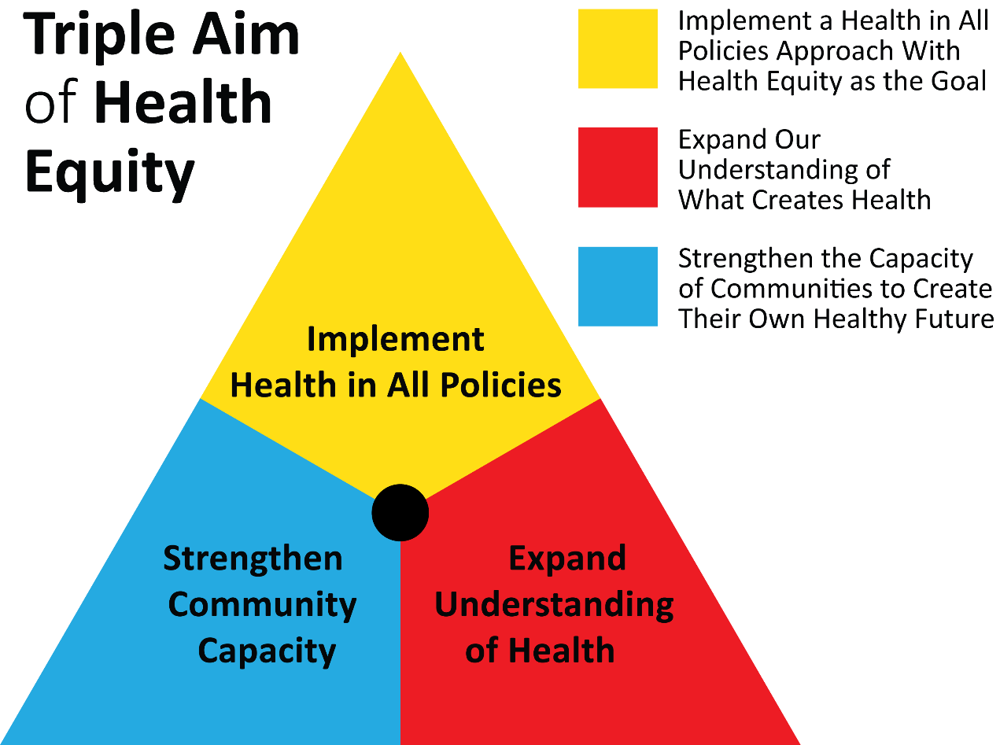 Triple Aim
of Health
Equity
Implement a Health in All
Policies Approach With
Health Equity as the Goal
Expand Our
Understanding of
What Creates Health
Strengthen the Capacity
of Communities to Create
Their Own Healthy Future
Implement
Health in All Policies
Strengthen
Community
Capacity
Expand
Understanding
of Health